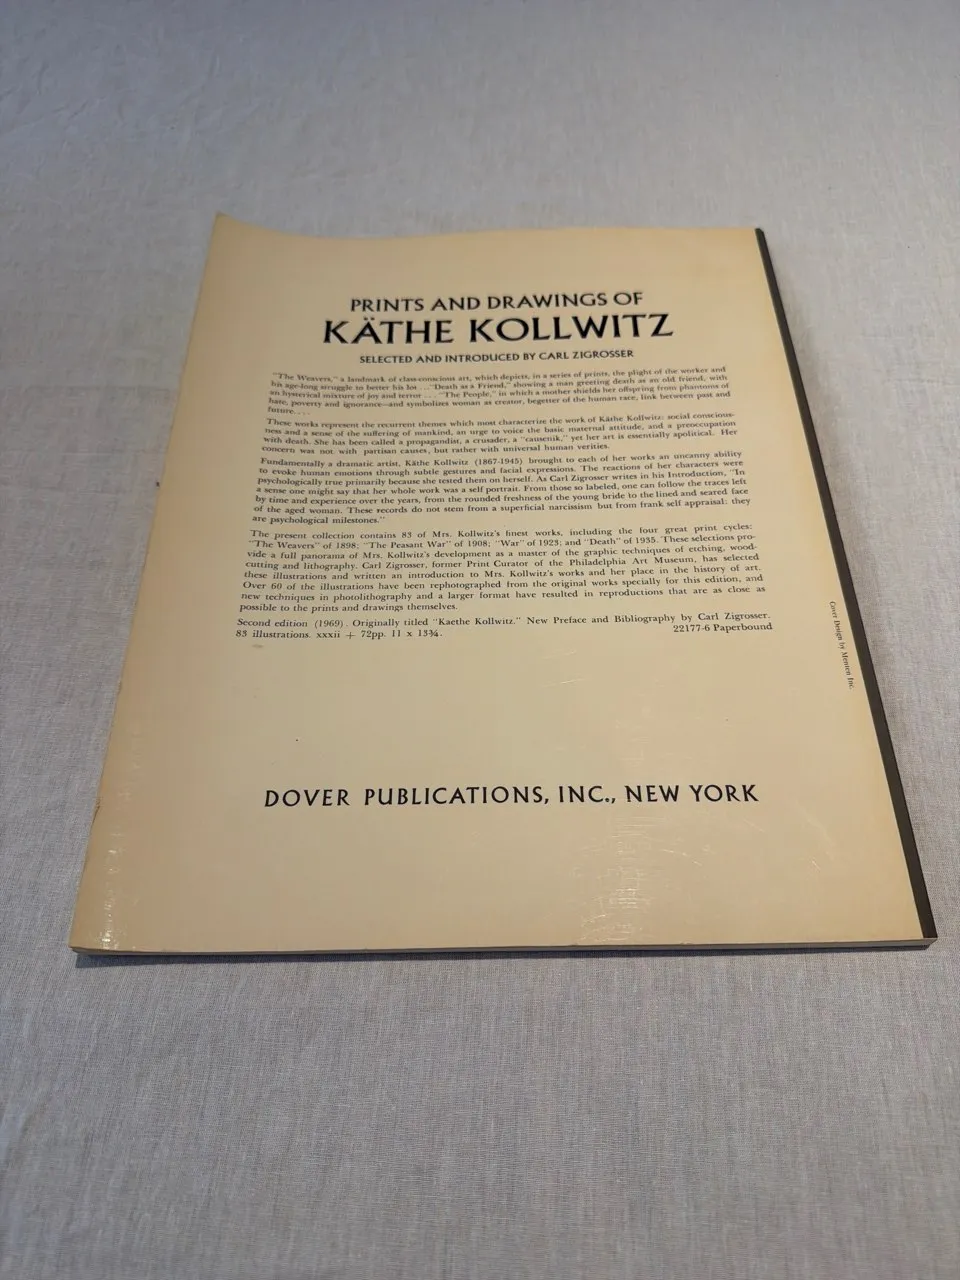 PRINTS AND DRAWINGS OF
KÄTHE KOLLWITZ
SELECTED AND INTRODUCED BY CARL ZIGROSSER
"The Weavers," a landmark of class-conscious art, which depicts, in a series of prints, the plight of the worker and
his age-long struggle to better his lot . . . "Death as a Friend," showing a man greeting death as an old friend, with
an hysterical mixture of joy and terror . . . "The People," in which a mother shields her offspring from phantoms of
hate, poverty and ignorance—and symbolizes woman as creator, begetter of the human race, link between past and
future. . . .
These works represent the recurrent themes which most characterize the work of Käthe Kollwitz: social conscious-
ness and a sense of the suffering of mankind, an urge to voice the basic maternal attitude, and a preoccupation
with death. She has been called a propagandist, a crusader, a "causenik," yet her art is essentially apolitical. Her
concern was not with partisan causes, but rather with universal human verities.
Fundamentally a dramatic artist, Käthe Kollwitz (1867-1945) brought to each of her works an uncanny ability
to evoke human emotions through subtle gestures and facial expressions. The reactions of her characters were
psychologically true primarily because she tested them on herself. As Carl Zigrosser writes in his Introduction, "In
a sense one might say that her whole work was a self portrait. From those so labeled, one can follow the traces left
by time and experience over the years, from the rounded freshness of the young bride to the lined and seared face
of the aged woman. These records do not stem from a superficial narcissism but from frank self appraisal: they
are psychological milestones."
The present collection contains 83 of Mrs. Kollwitz's finest works, including the four great print cycles:
"The Weavers" of 1898; "The Peasant War" of 1908; "War" of 1923; and "Death" of 1935. These selections pro-
vide a full panorama of Mrs. Kollwitz's development as a master of the graphic techniques of etching, wood-
cutting and lithography. Carl Zigrosser, former Print Curator of the Philadelphia Art Museum, has selected
these illustrations and written an introduction to Mrs. Kollwitz's works and her place in the history of art.
Over 60 of the illustrations have been rephotographed from the original works specially for this edition, and
new techniques in photolithography and a larger format have resulted in reproductions that are as close as
possible to the prints and drawings themselves.
Second edition (1969). Originally titled "Kaethe Kollwitz." New Preface and Bibliography by Carl Zigrosser.
83 illustrations. xxxii + 72pp. 11 x 13¾. 22177-6 Paperbound
Cover Design by Menten Inc.
DOVER PUBLICATIONS, INC., NEW YORK